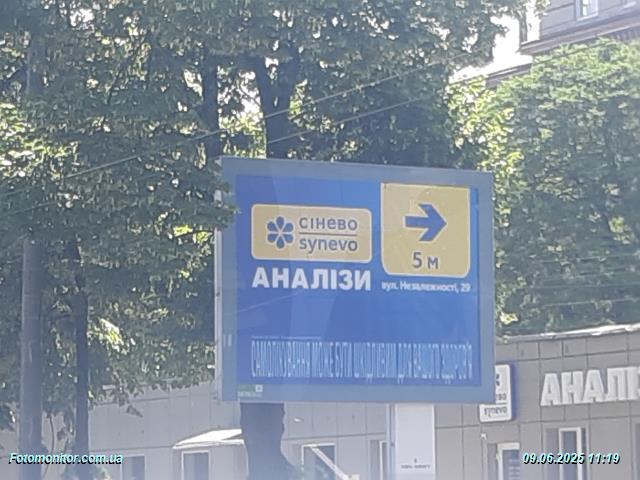 сінево
synevo
→
5 м
АНАЛІЗИ
вул. Незалежності, 29
САМОЛІКУВАННЯ МОЖЕ БУТИ ШКІДЛИВИМ ДЛЯ ВАШОГО ЗДОРОВ'Я
сінево
synevo
АНАЛІ
Fotomonitor.com.ua
09.06.2025 11:19